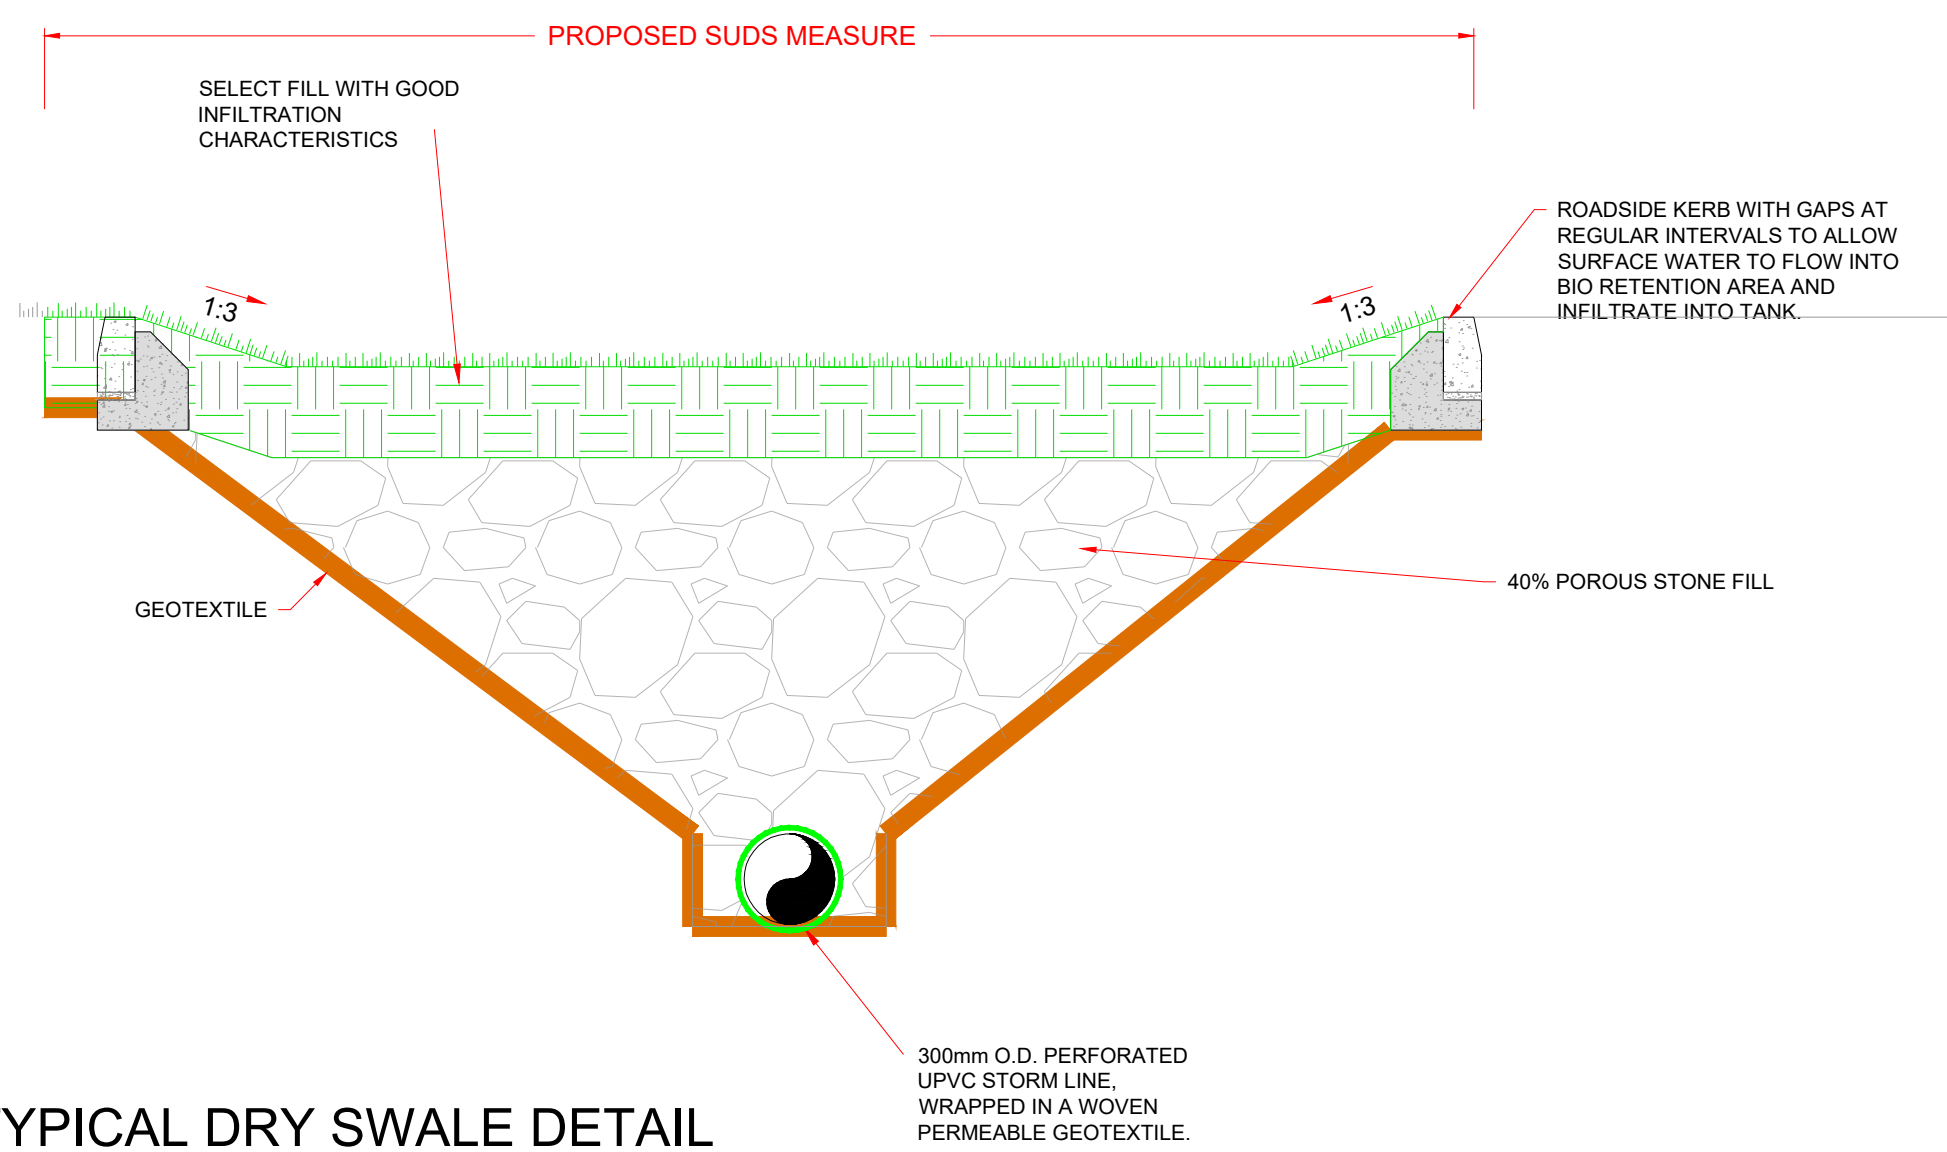 PROPOSED SUDS MEASURE
SELECT FILL WITH GOOD
INFILTRATION
CHARACTERISTICS
ROADSIDE KERB WITH GAPS AT
REGULAR INTERVALS TO ALLOW
SURFACE WATER TO FLOW INTO
BIO RETENTION AREA AND
INFILTRATE INTO TANK.
1:3
1:3
40% POROUS STONE FILL
GEOTEXTILE
300mm O.D. PERFORATED
UPVC STORM LINE,
WRAPPED IN A WOVEN
PERMEABLE GEOTEXTILE.
TYPICAL DRY SWALE DETAIL